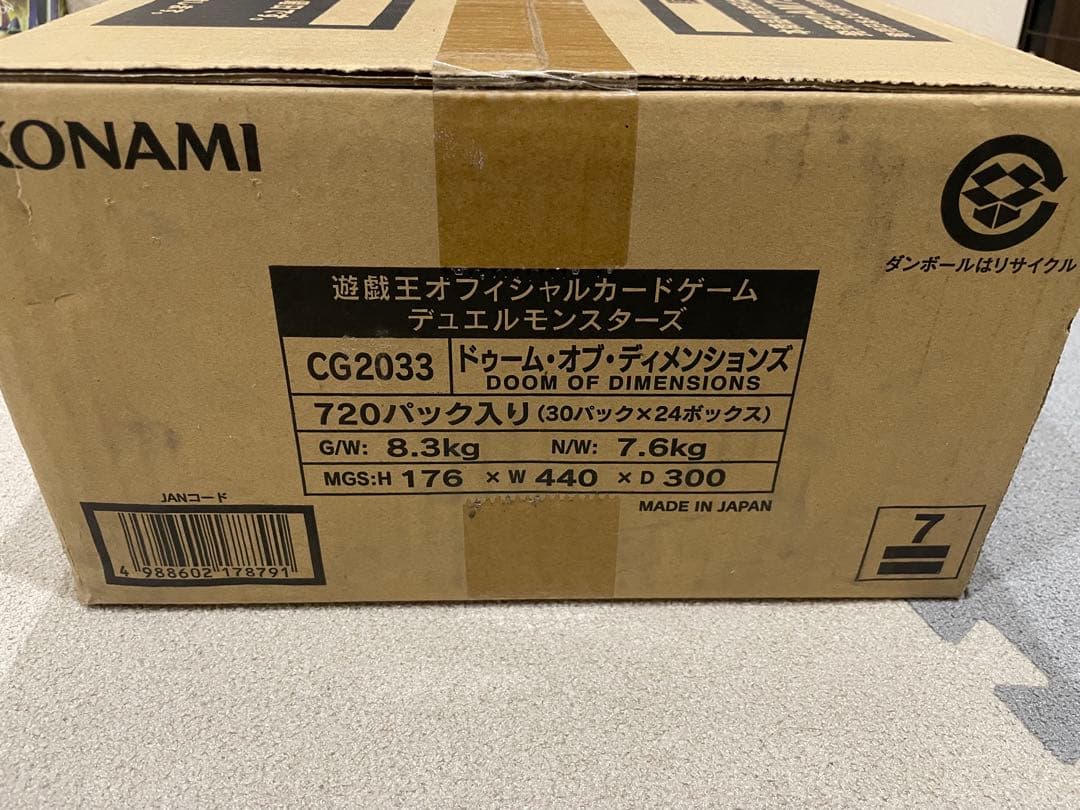 KONAMI
ダンボールはリサイクル
遊戯王オフィシャルカードゲーム
デュエルモンスターズ
CG2033
ドゥーム・オブ・ディメンションズ
DOOM OF DIMENSIONS
720パック入り(30パック×24ボックス)
G/W: 8.3kg N/W: 7.6kg
MGS:H 176 × W 440 × D 300
MADE IN JAPAN
JANコード
4 988602 178791
7